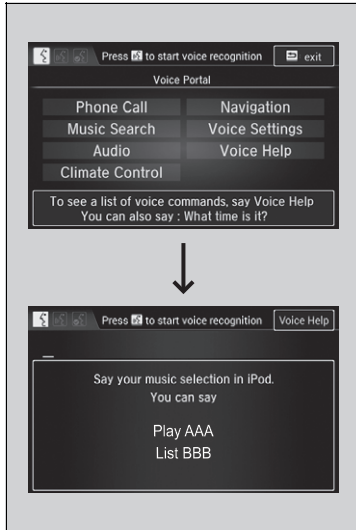 Press to start voice recognition exit
Voice Portal
Phone Call Navigation
Music Search Voice Settings
Audio Voice Help
Climate Control
To see a list of voice commands, say Voice Help
You can also say : What time is it?
Press to start voice recognition Voice Help
Say your music selection in iPod.
You can say
Play AAA
List BBB